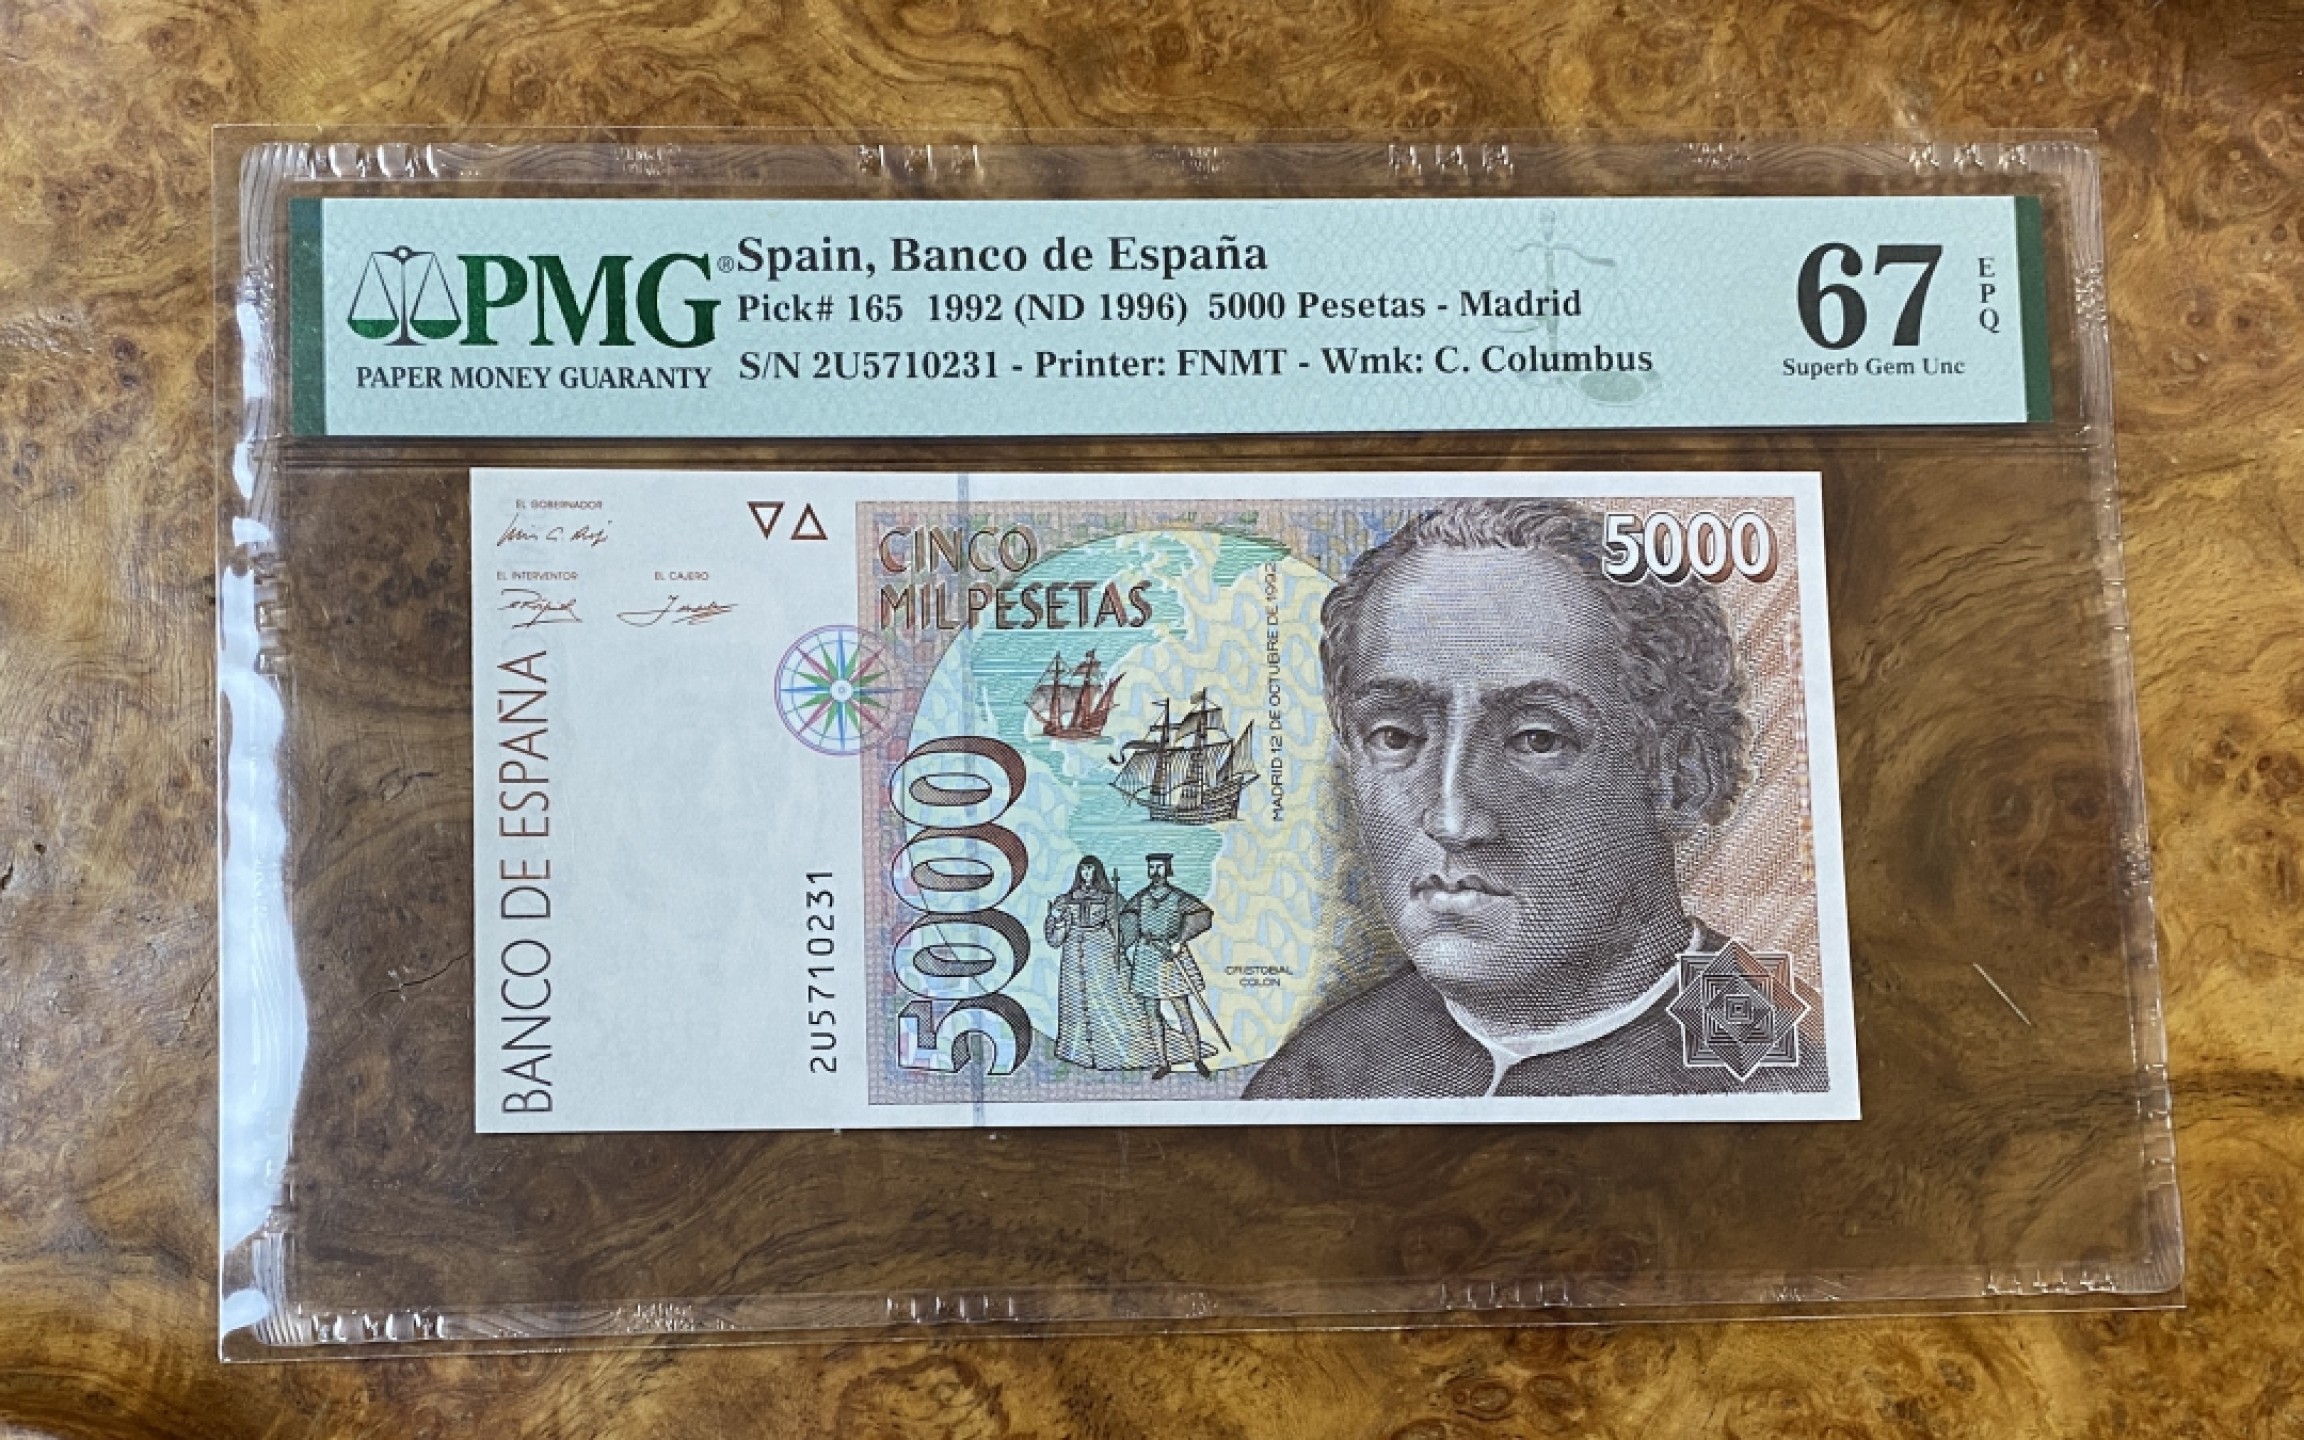 PMG®
PAPER MONEY GUARANTY
Spain, Banco de España
Pick# 165 1992 (ND 1996) 5000 Pesetas - Madrid
S/N 2U5710231 - Printer: FNMT - Wmk: C. Columbus
67
EPQ
Superb Gem Unc
EL GOBERNADOR
EL INTERVENTOR
EL CAJERO
BANCO DE ESPAÑA
2U5710231
CINCO
MIL PESETAS
5000
5000
MADRID 12 DE OCTUBRE DE 1992
CRISTOBAL
COLON